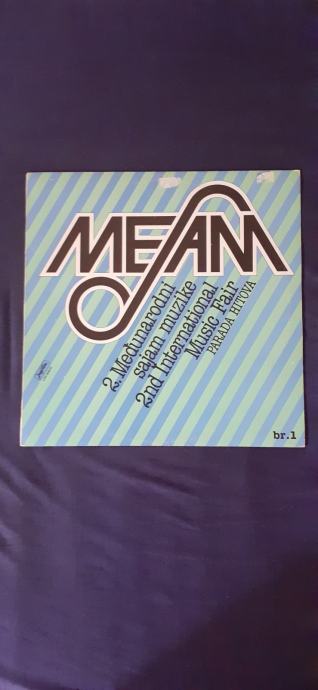 MESAM
2. Međunarodni
sajam muzike
2nd International
Music Fair
PARADA HITOVA
br.1